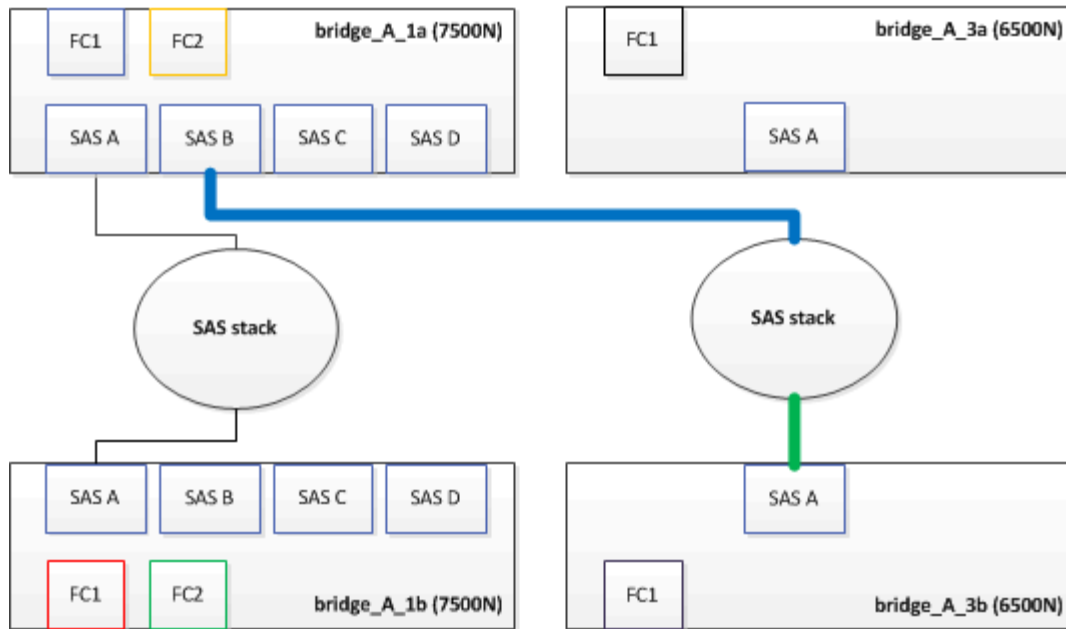 bridge_A_1a (7500N)
FC1
FC2
SAS A
SAS B
SAS C
SAS D
bridge_A_3a (6500N)
FC1
SAS A
SAS stack
SAS stack
SAS A
SAS B
SAS C
SAS D
FC1
FC2
bridge_A_1b (7500N)
SAS A
FC1
bridge_A_3b (6500N)